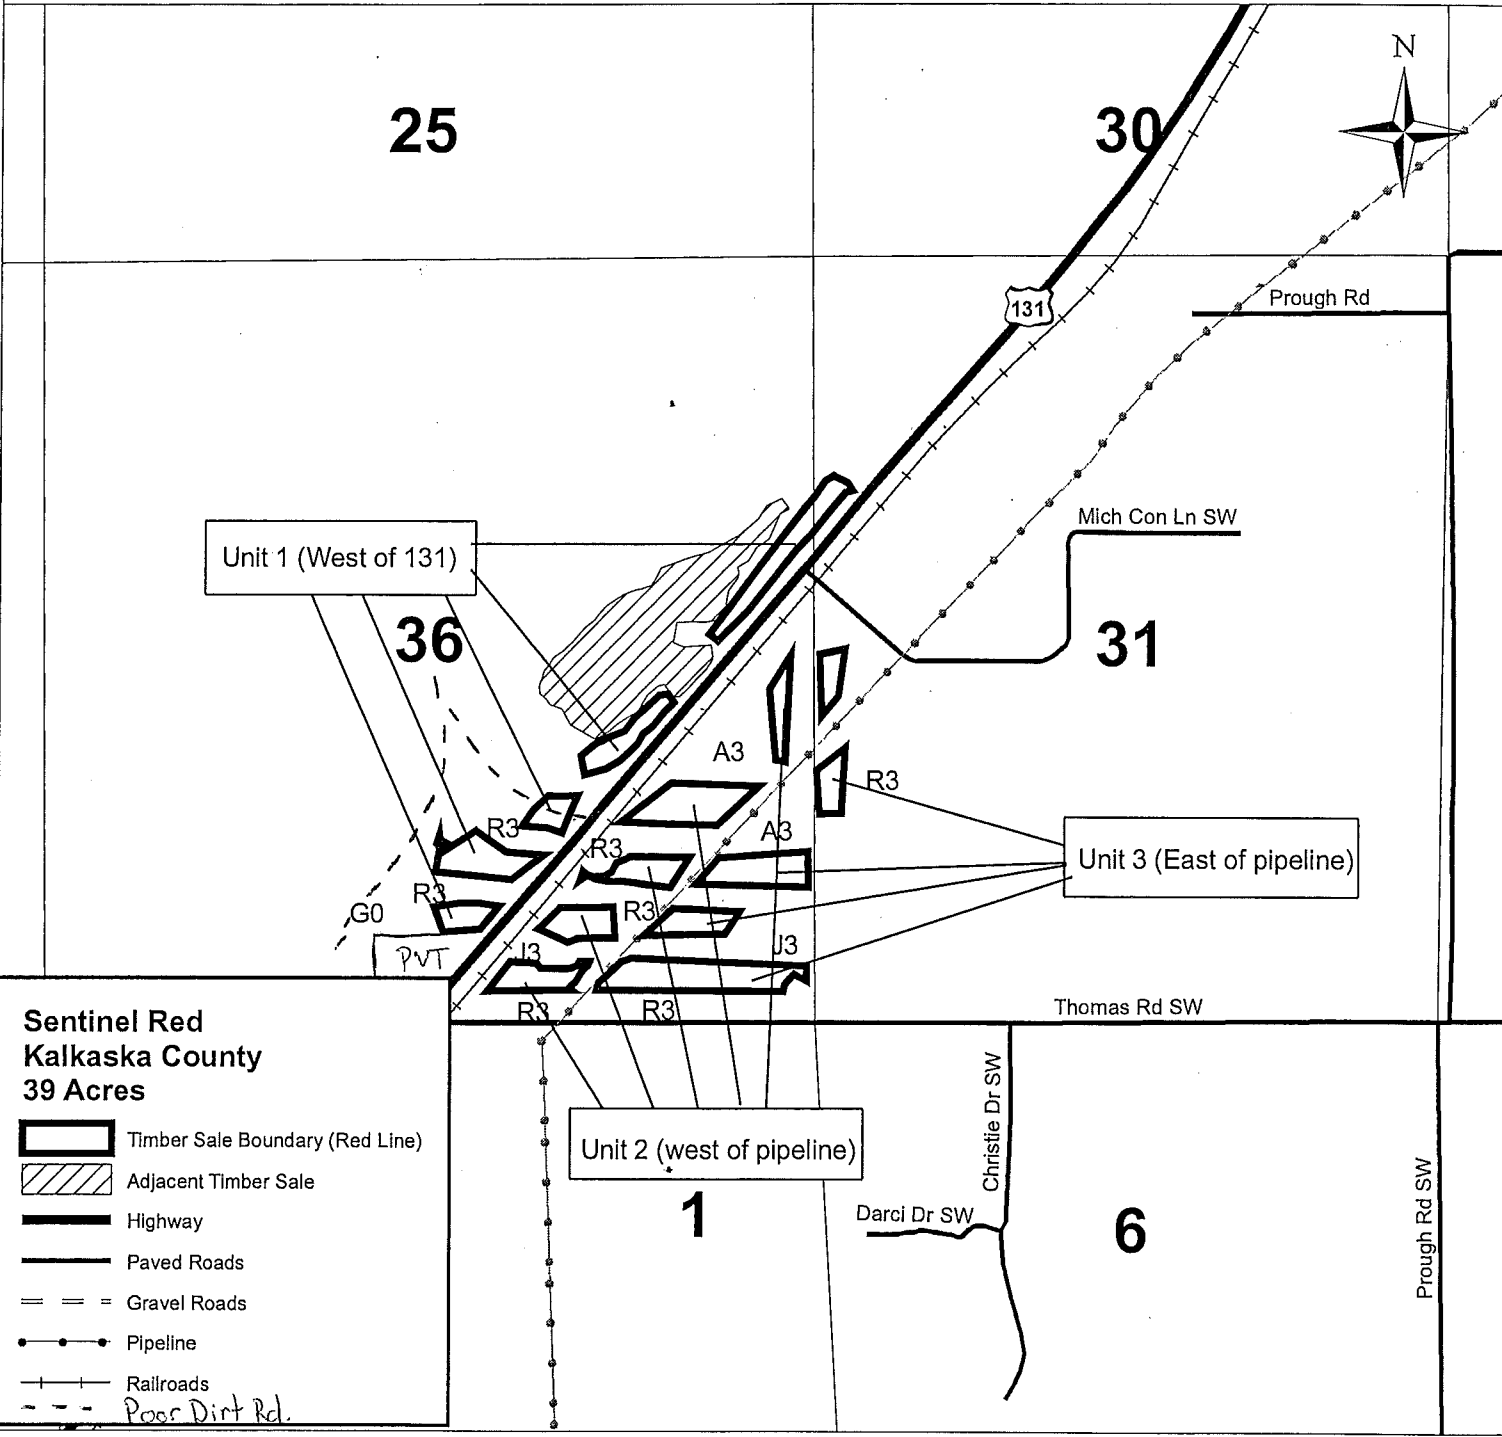 25
30
N
131
Prough Rd
Mich Con Ln SW
Unit 1 (West of 131)
36
31
A3
R3
R3
A3
R3
Unit 3 (East of pipeline)
R3
G0
R3
PVT
J3
J3
R3
R3
Thomas Rd SW
Sentinel Red
Kalkaska County
39 Acres
Timber Sale Boundary (Red Line)
Adjacent Timber Sale
Highway
Paved Roads
Gravel Roads
Pipeline
Railroads
Poor Dirt Rd.
Unit 2 (west of pipeline)
1
Christie Dr SW
Darci Dr SW
6
Prough Rd SW